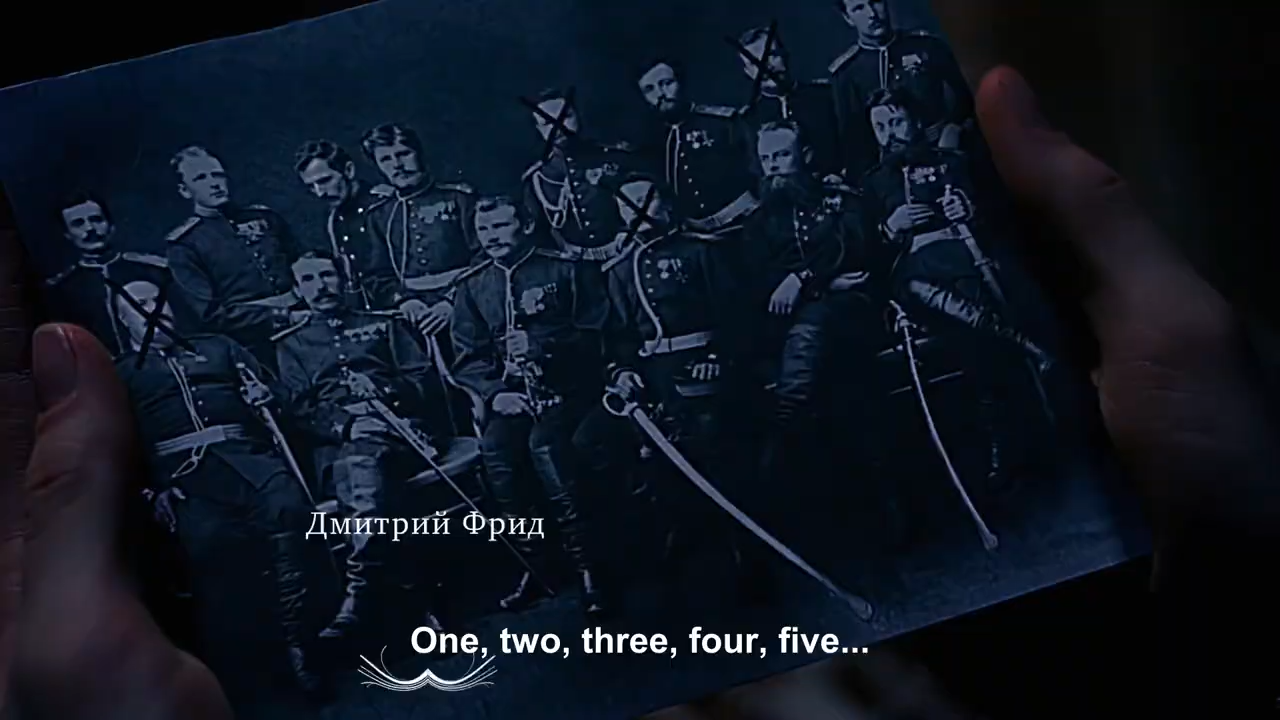 Дмитрий Фрид
One, two, three, four, five...